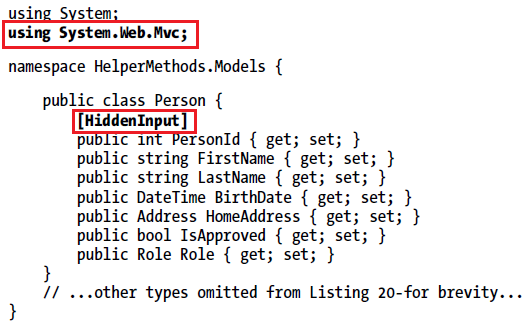 using System;
using System.Web.Mvc;
namespace HelperMethods.Models {
public class Person {
[HiddenInput]
public int PersonId { get; set; }
public string FirstName { get; set; }
public string LastName { get; set; }
public DateTime BirthDate { get; set; }
public Address HomeAddress { get; set; }
public bool IsApproved { get; set; }
public Role Role { get; set; }
}
// ...other types omitted from Listing 20-for brevity...
}